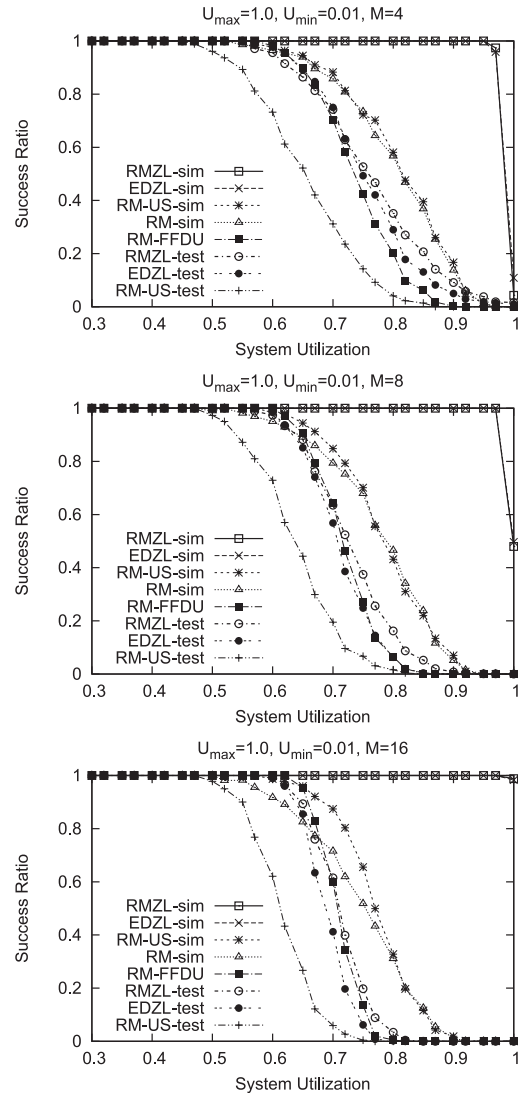 U_max=1.0, U_min=0.01, M=4
Success Ratio
1
0.8
0.6
0.4
0.2
0
RMZL-sim
EDZL-sim
RM-US-sim
RM-sim
RM-FFDU
RMZL-test
EDZL-test
RM-US-test
0.3 0.4 0.5 0.6 0.7 0.8 0.9 1
System Utilization
U_max=1.0, U_min=0.01, M=8
Success Ratio
1
0.8
0.6
0.4
0.2
0
RMZL-sim
EDZL-sim
RM-US-sim
RM-sim
RM-FFDU
RMZL-test
EDZL-test
RM-US-test
0.3 0.4 0.5 0.6 0.7 0.8 0.9 1
System Utilization
U_max=1.0, U_min=0.01, M=16
Success Ratio
1
0.8
0.6
0.4
0.2
0
RMZL-sim
EDZL-sim
RM-US-sim
RM-sim
RM-FFDU
RMZL-test
EDZL-test
RM-US-test
0.3 0.4 0.5 0.6 0.7 0.8 0.9 1
System Utilization